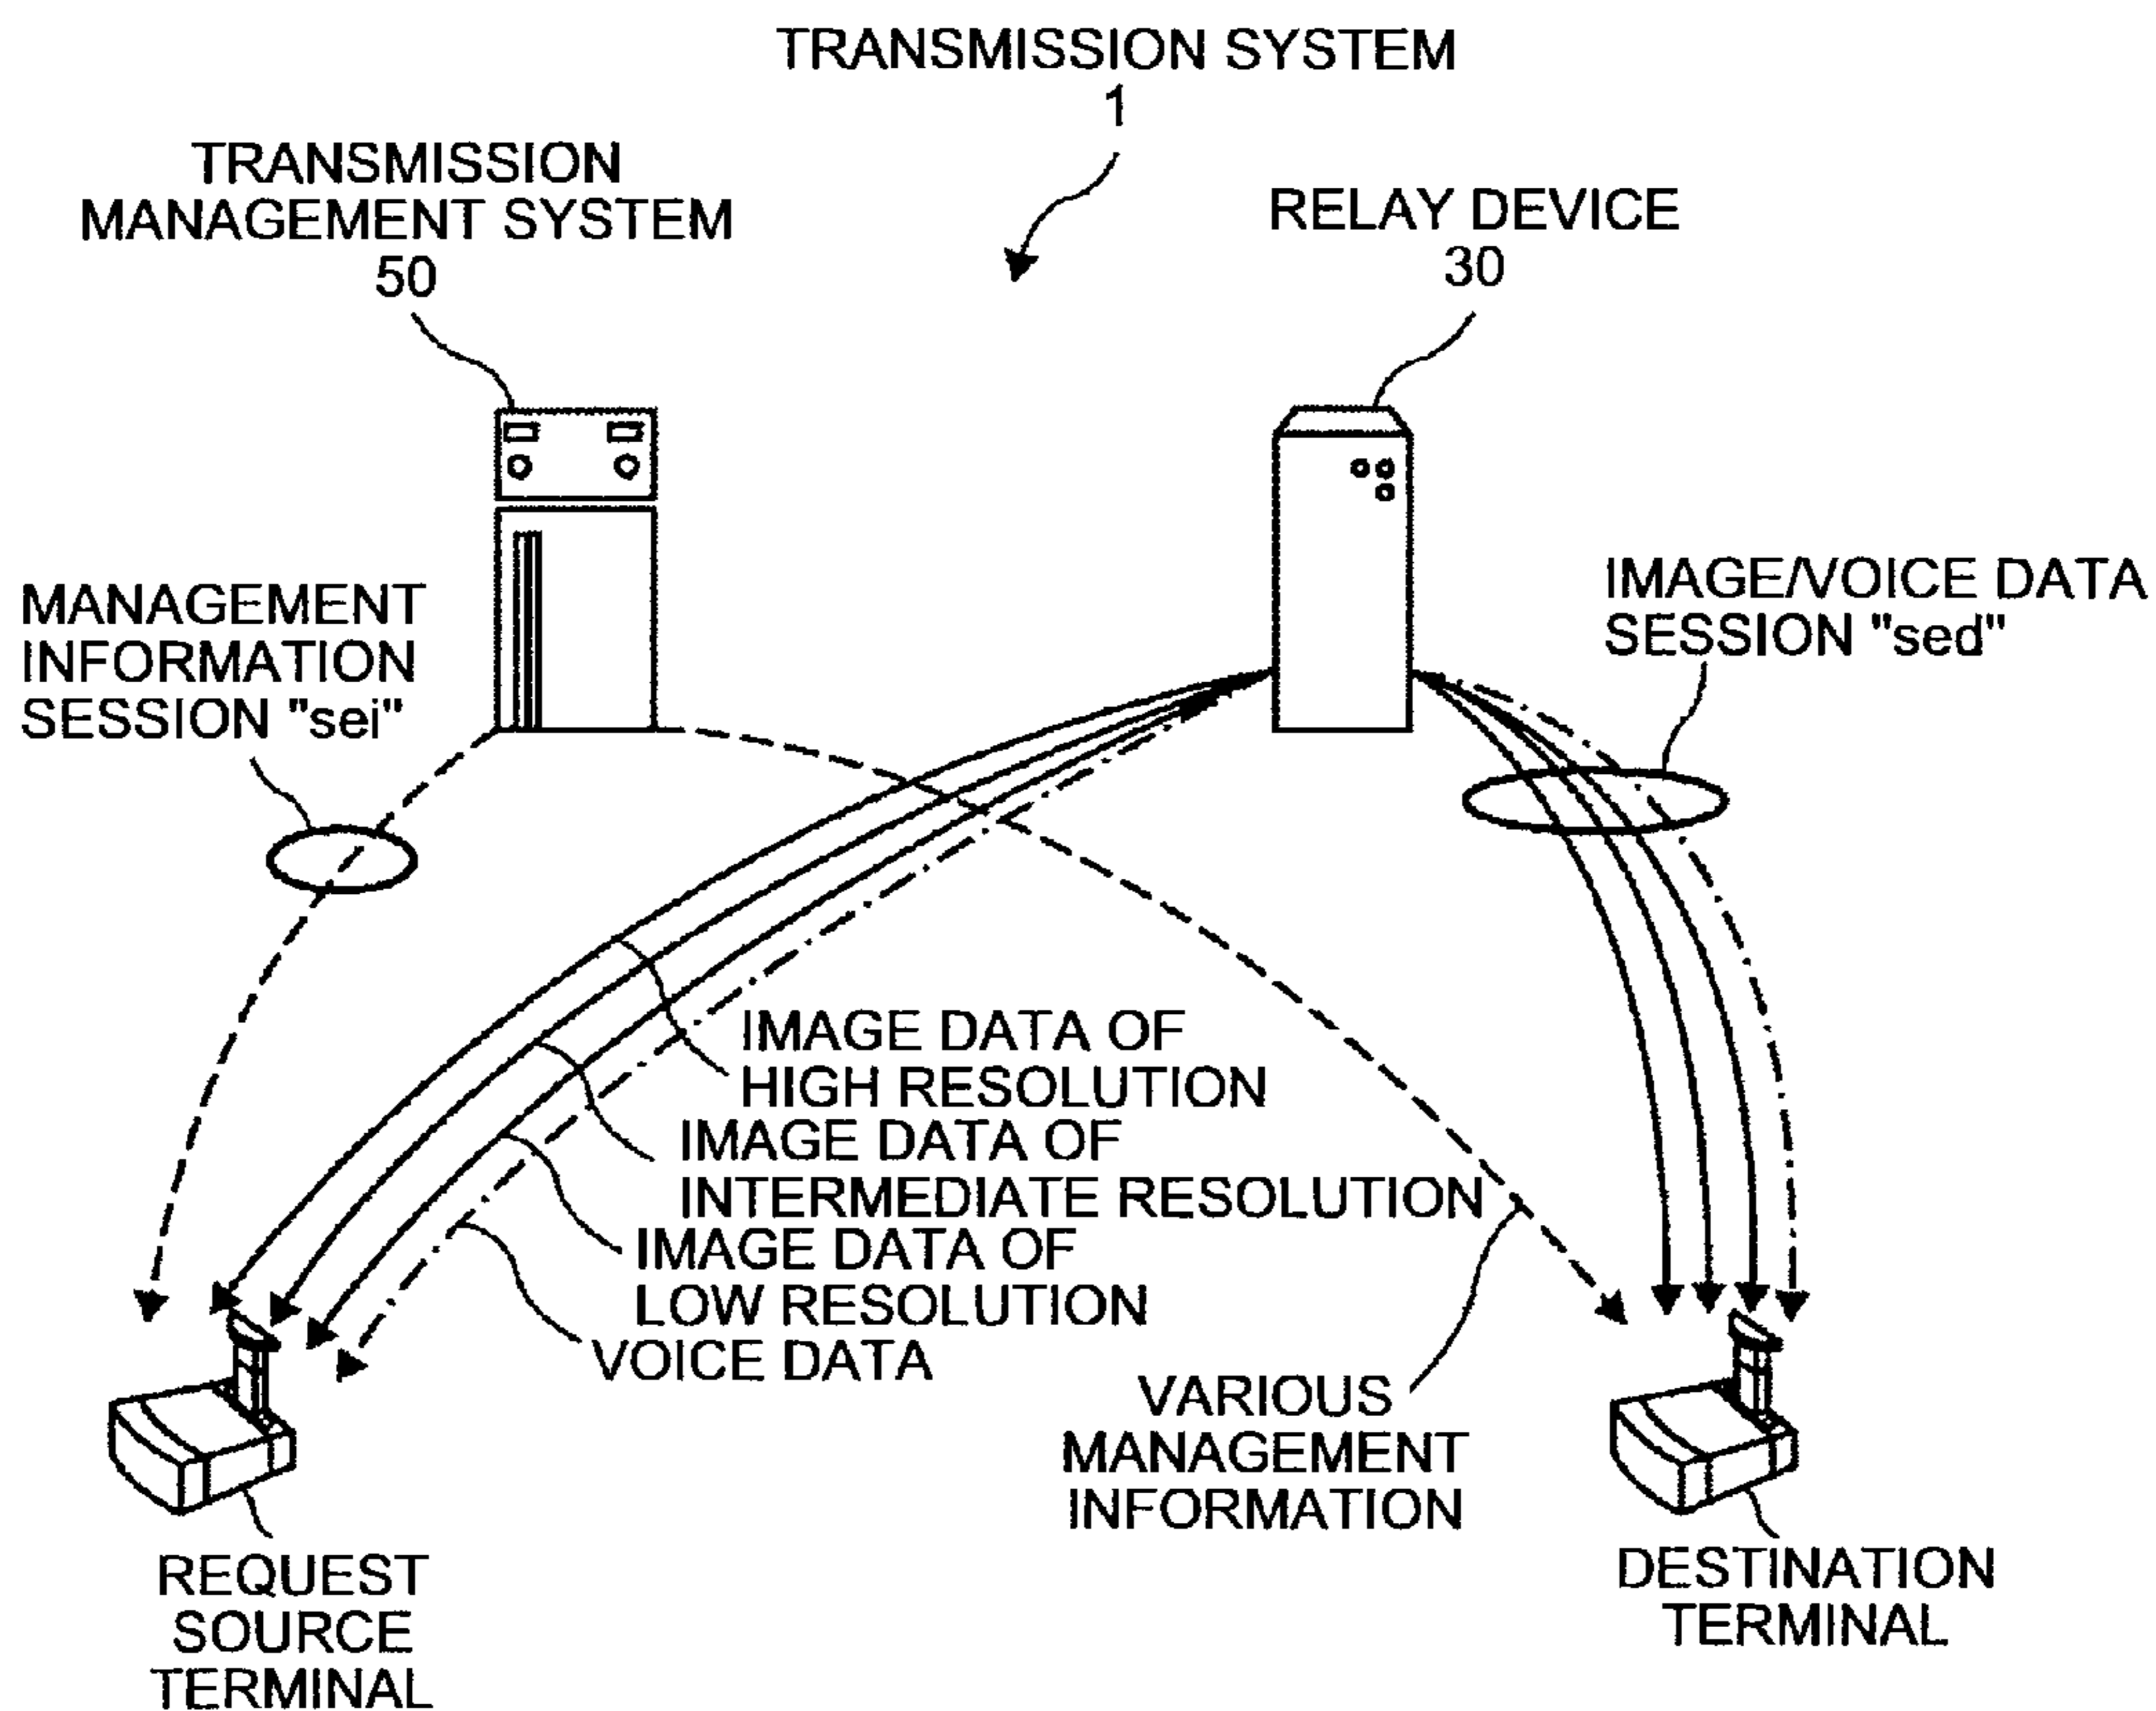 TRANSMISSION SYSTEM
1
TRANSMISSION
MANAGEMENT SYSTEM
50
RELAY DEVICE
30
MANAGEMENT
INFORMATION
SESSION "sei"
IMAGE/VOICE DATA
SESSION "sed"
IMAGE DATA OF
HIGH RESOLUTION
IMAGE DATA OF
INTERMEDIATE RESOLUTION
IMAGE DATA OF
LOW RESOLUTION
VOICE DATA
VARIOUS
MANAGEMENT
INFORMATION
REQUEST
SOURCE
TERMINAL
DESTINATION
TERMINAL